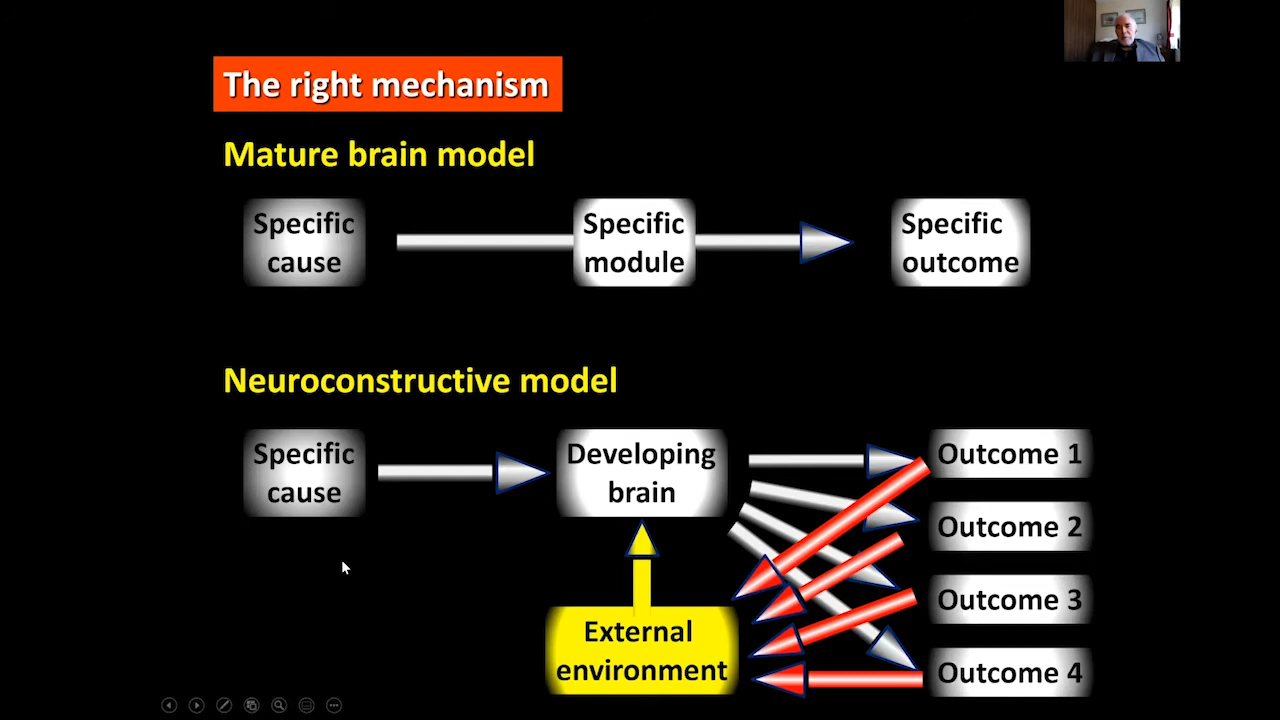 The right mechanism
Mature brain model
Specific
cause
Specific
module
Specific
outcome
Neuroconstructive model
Specific
cause
Developing
brain
Outcome 1
Outcome 2
Outcome 3
Outcome 4
External
environment